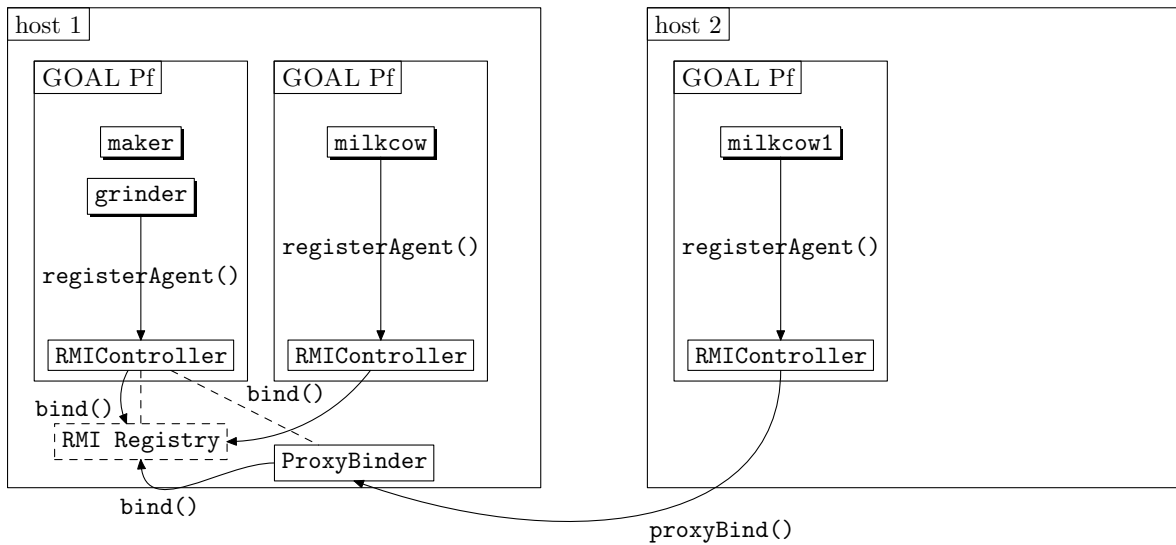 host 1
host 2
GOAL Pf
GOAL Pf
GOAL Pf
maker
milkcow
milkcow1
grinder
registerAgent()
registerAgent()
registerAgent()
RMIController
RMIController
RMIController
bind()
bind()
RMI Registry
ProxyBinder
bind()
proxyBind()